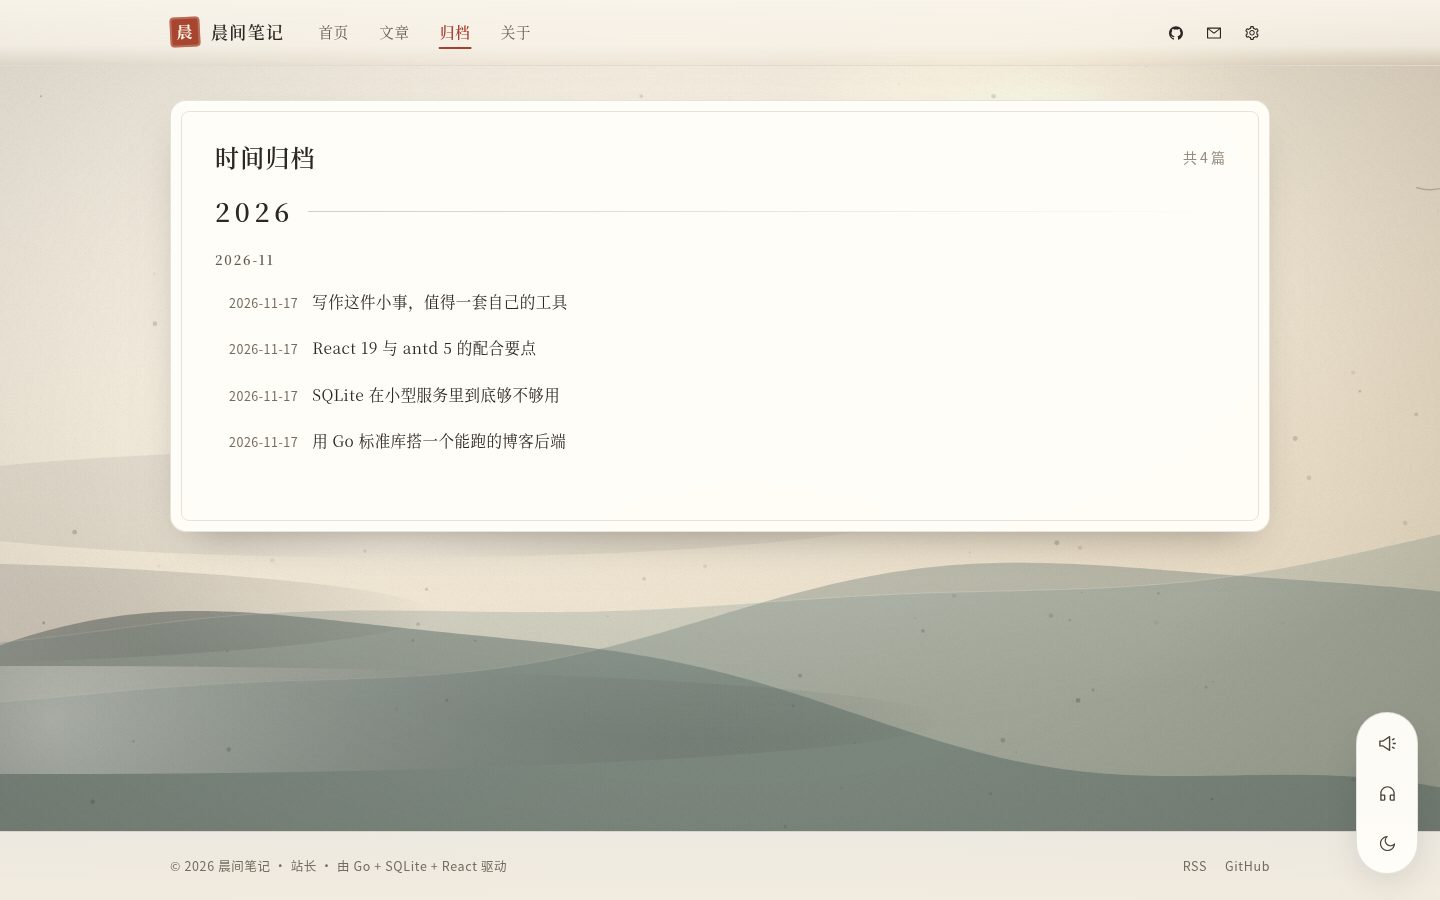 晨 晨间笔记 首页 文章 归档 关于
时间归档 共 4 篇
2026
2026-11
2026-11-17 写作这件小事，值得一套自己的工具
2026-11-17 React 19 与 antd 5 的配合要点
2026-11-17 SQLite 在小型服务里到底够不够用
2026-11-17 用 Go 标准库搭一个能跑的博客后端
© 2026 晨间笔记 · 站长 · 由 Go + SQLite + React 驱动 RSS GitHub